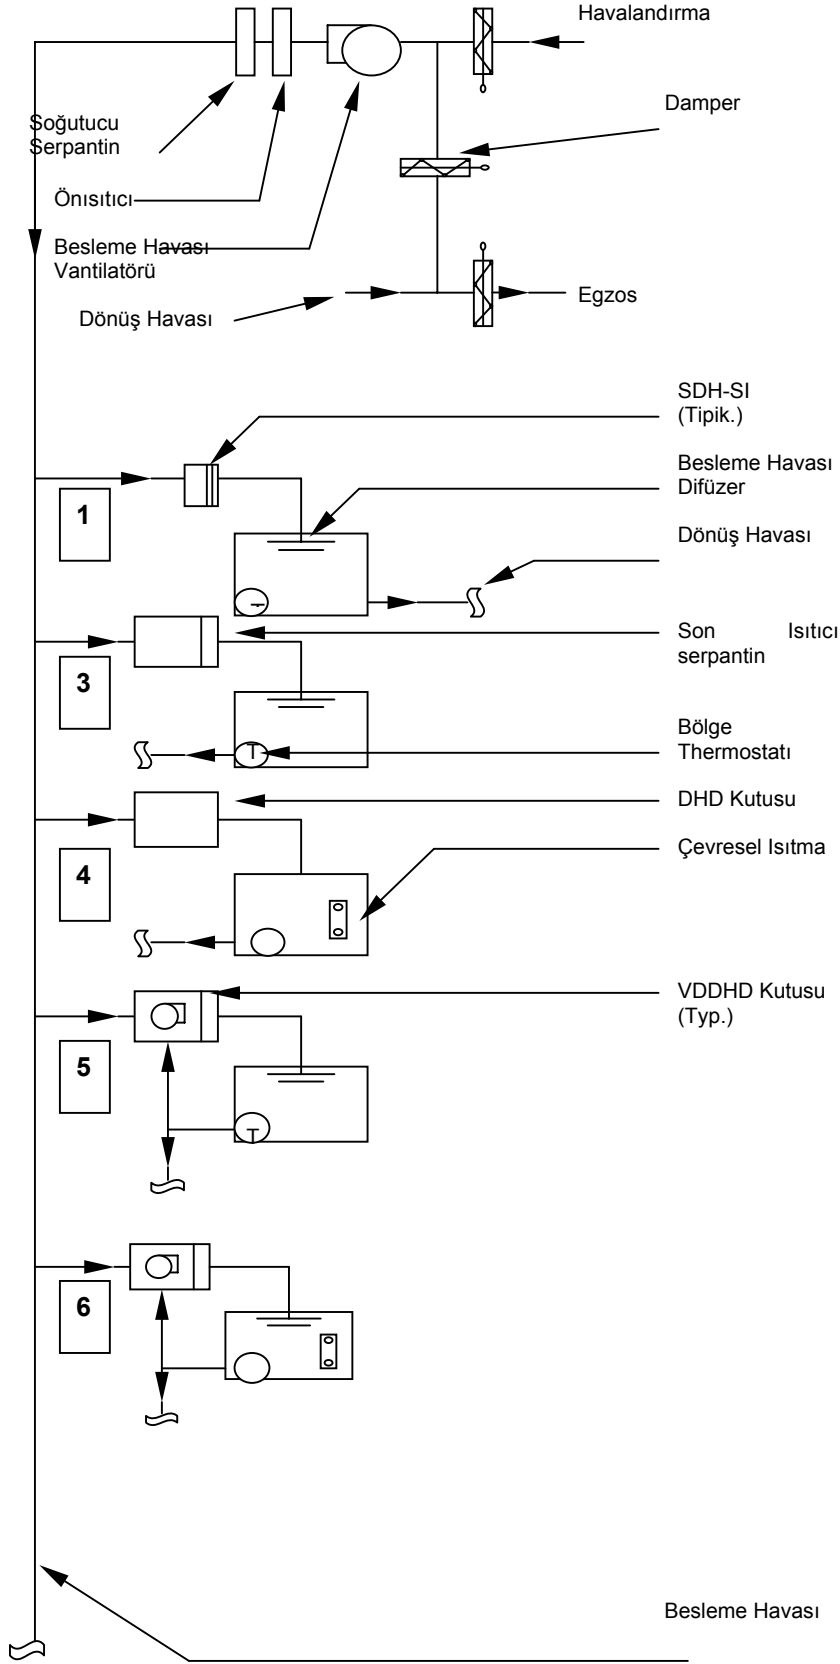 Havalandırma
Damper
Soğutucu
Serpantin
Önısıtıcı
Besleme Havası
Vantilatörü
Dönüş Havası
Egzos
SDH-SI
(Tipik.)
Besleme Havası
Difüzer
1
Dönüş Havası
Son Isıtıcı
serpantin
3
Bölge
Thermostatı
T
DHD Kutusu
Çevresel Isıtma
4
VDDHD Kutusu
(Typ.)
5
T
6
Besleme Havası